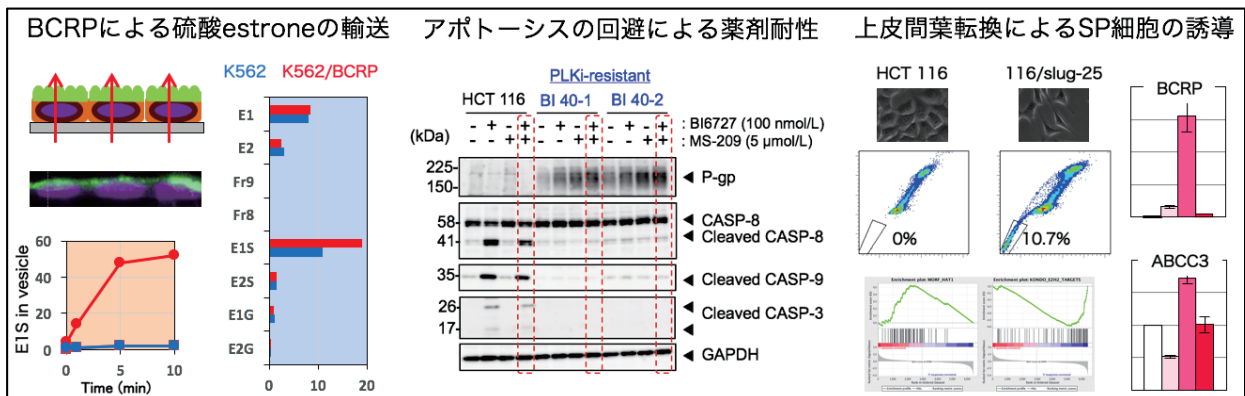 BCRPによる硫酸estroneの輸送
K562 K562/BCRP
E1
E2
Fr9
Fr8
E1S
E2S
E1G
E2G
0 10 20
E1S in vesicle
60
40
20
0
0 5 10
Time (min)
アポトーシスの回避による薬剤耐性
PLKi-resistant
HCT 116 BI 40-1 BI 40-2
- + - + - + - + - + - + : BI6727 (100 nmol/L)
- - + + - - + + - - + + : MS-209 (5 µmol/L)
(kDa)
225-
150-
P-gp
58-
CASP-8
41-
Cleaved CASP-8
35-
Cleaved CASP-9
26-
Cleaved CASP-3
17-
GAPDH
上皮間葉転換によるSP細胞の誘導
HCT 116 116/slug-25
0% 10.7%
Enrichment plot: MORF_HAT1
Enrichment plot: KONDO_EZH2_TARGETS
BCRP
ABCC3